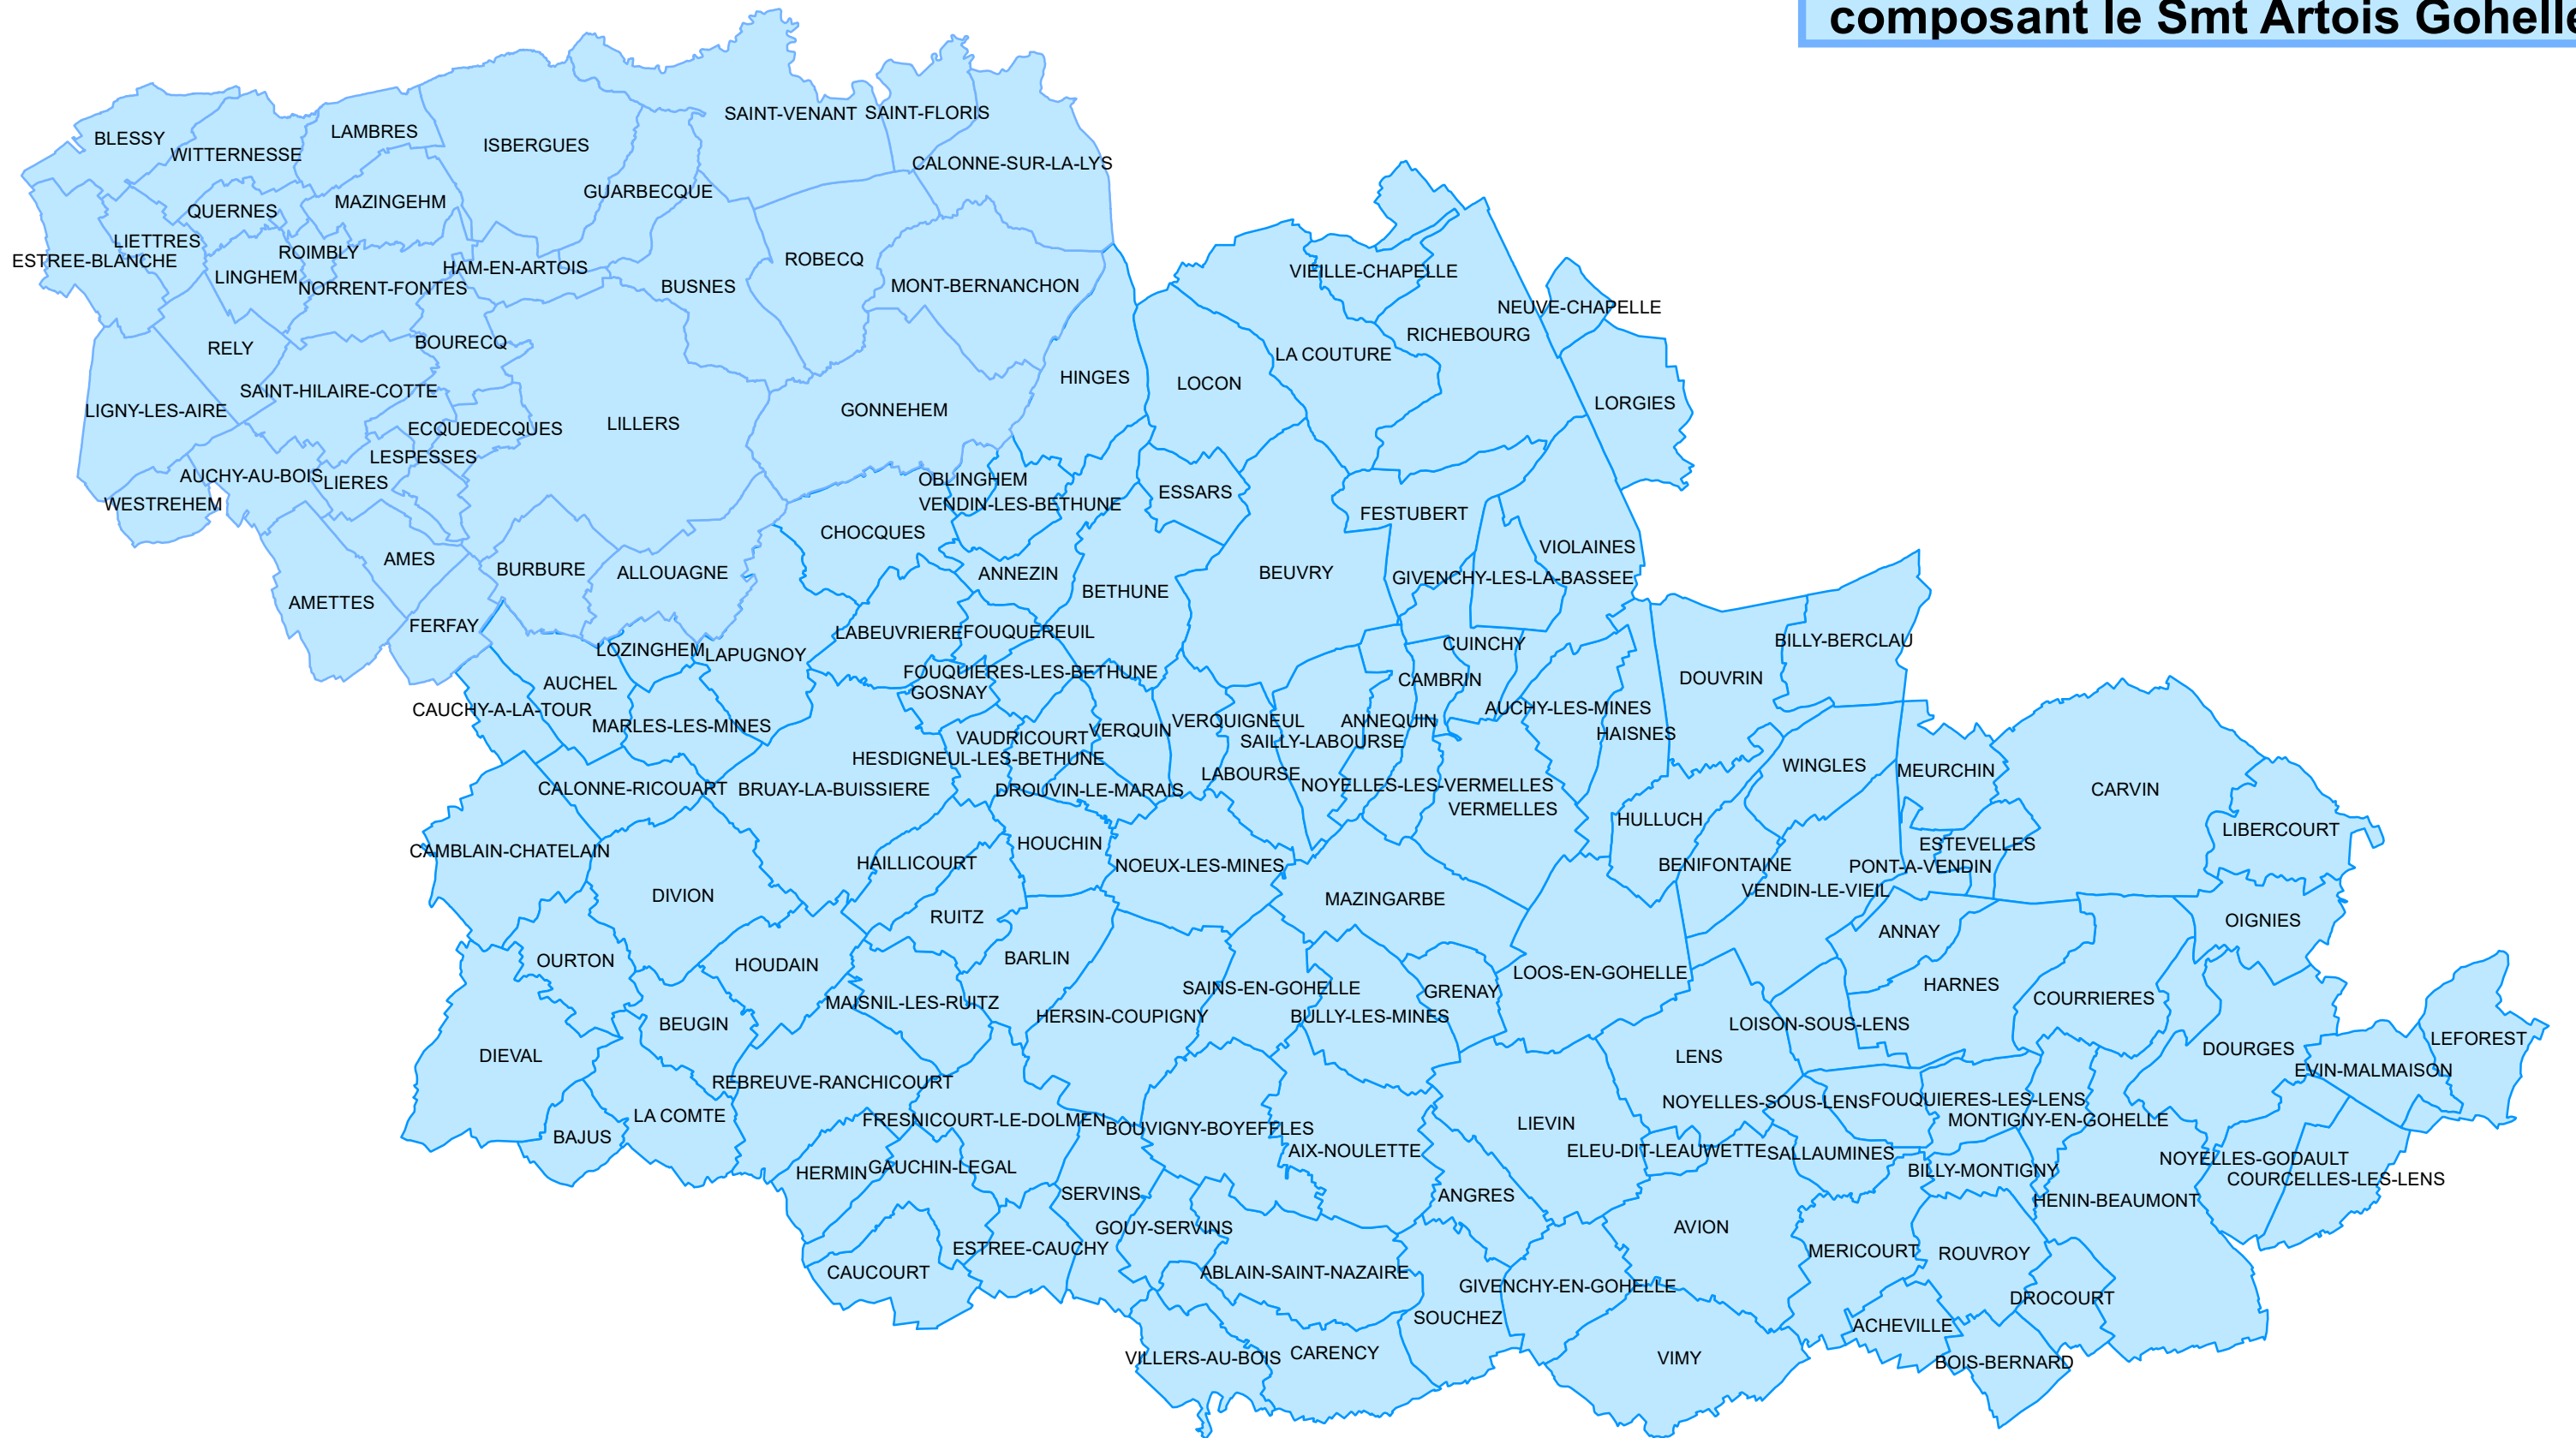 composant le Smt Artois Gohelle
SAINT-VENANT
SAINT-FLORIS
LAMBRES
BLESSY
ISBERGUES
WITTERNESSE
CALONNE-SUR-LA-LYS
GUARBECQUE
MAZINGEHM
QUERNES
LIETTRES
ROIMBLY
ESTREE-BLANCHE
ROBECQ
HAM-EN-ARTOIS
VIEILLE-CHAPELLE
LINGHEM
NORRENT-FONTES
BUSNES
MONT-BERNANCHON
NEUVE-CHAPELLE
RICHEBOURG
BOURECQ
RELY
LA COUTURE
HINGES
LOCON
SAINT-HILAIRE-COTTE
LORGIES
LIGNY-LES-AIRE
GONNEHEM
LILLERS
ECQUEDECQUES
LESPESSES
AUCHY-AU-BOIS
OBLINGHEM
LIERES
ESSARS
WESTREHEM
VENDIN-LES-BETHUNE
FESTUBERT
CHOCQUES
VIOLAINES
AMES
BURBURE
ALLOUAGNE
ANNEZIN
BEUVRY
GIVENCHY-LES-LA-BASSEE
BETHUNE
AMETTES
FERFAY
LABEUVRIERE
FOUQUEREUIL
BILLY-BERCLAU
CUINCHY
LOZINGHEM
LAPUGNOY
FOUQUIERES-LES-BETHUNE
DOUVRIN
CAMBRIN
AUCHEL
GOSNAY
AUCHY-LES-MINES
CAUCHY-A-LA-TOUR
VERQUIGNEUL
ANNEQUIN
MARLES-LES-MINES
VERQUIN
HAISNES
VAUDRICOURT
SAILLY-LABOURSE
HESDIGNEUL-LES-BETHUNE
WINGLES
MEURCHIN
LABOURSE
NOYELLES-LES-VERMELLES
CALONNE-RICOUART
BRUAY-LA-BUISSIERE
DROUVIN-LE-MARAIS
CARVIN
VERMELLES
HULLUCH
LIBERCOURT
HOUCHIN
ESTEVELLES
CAMBLAIN-CHATELAIN
HAILLICOURT
NOEUX-LES-MINES
BENIFONTAINE
PONT-A-VENDIN
VENDIN-LE-VIEIL
DIVION
MAZINGARBE
RUITZ
OIGNIES
ANNAY
BARLIN
OURTON
HOUDAIN
LOOS-EN-GOHELLE
HARNES
SAINS-EN-GOHELLE
GRENAY
COURRIERES
MAISNIL-LES-RUITZ
HERSIN-COUPIGNY
BULLY-LES-MINES
BEUGIN
LOISON-SOUS-LENS
LEFOREST
DOURGES
DIEVAL
LENS
EVIN-MALMAISON
REBREUVE-RANCHICOURT
NOYELLES-SOUS-LENS
FOUQUIERES-LES-LENS
LA COMTE
FRESNICOURT-LE-DOLMEN
MONTIGNY-EN-GOHELLE
LIEVIN
BOUVIGNY-BOYEFFLES
BAJUS
AIX-NOULETTE
ELEU-DIT-LEAUWETTE
SALLAUMINES
NOYELLES-GODAULT
GAUCHIN-LEGAL
BILLY-MONTIGNY
HERMIN
COURCELLES-LES-LENS
SERVINS
ANGRES
HENIN-BEAUMONT
GOUY-SERVINS
AVION
ESTREE-CAUCHY
MERICOURT
ROUVROY
CAUCOURT
ABLAIN-SAINT-NAZAIRE
GIVENCHY-EN-GOHELLE
DROCOURT
SOUCHEZ
ACHEVILLE
CARENCY
VILLERS-AU-BOIS
VIMY
BOIS-BERNARD